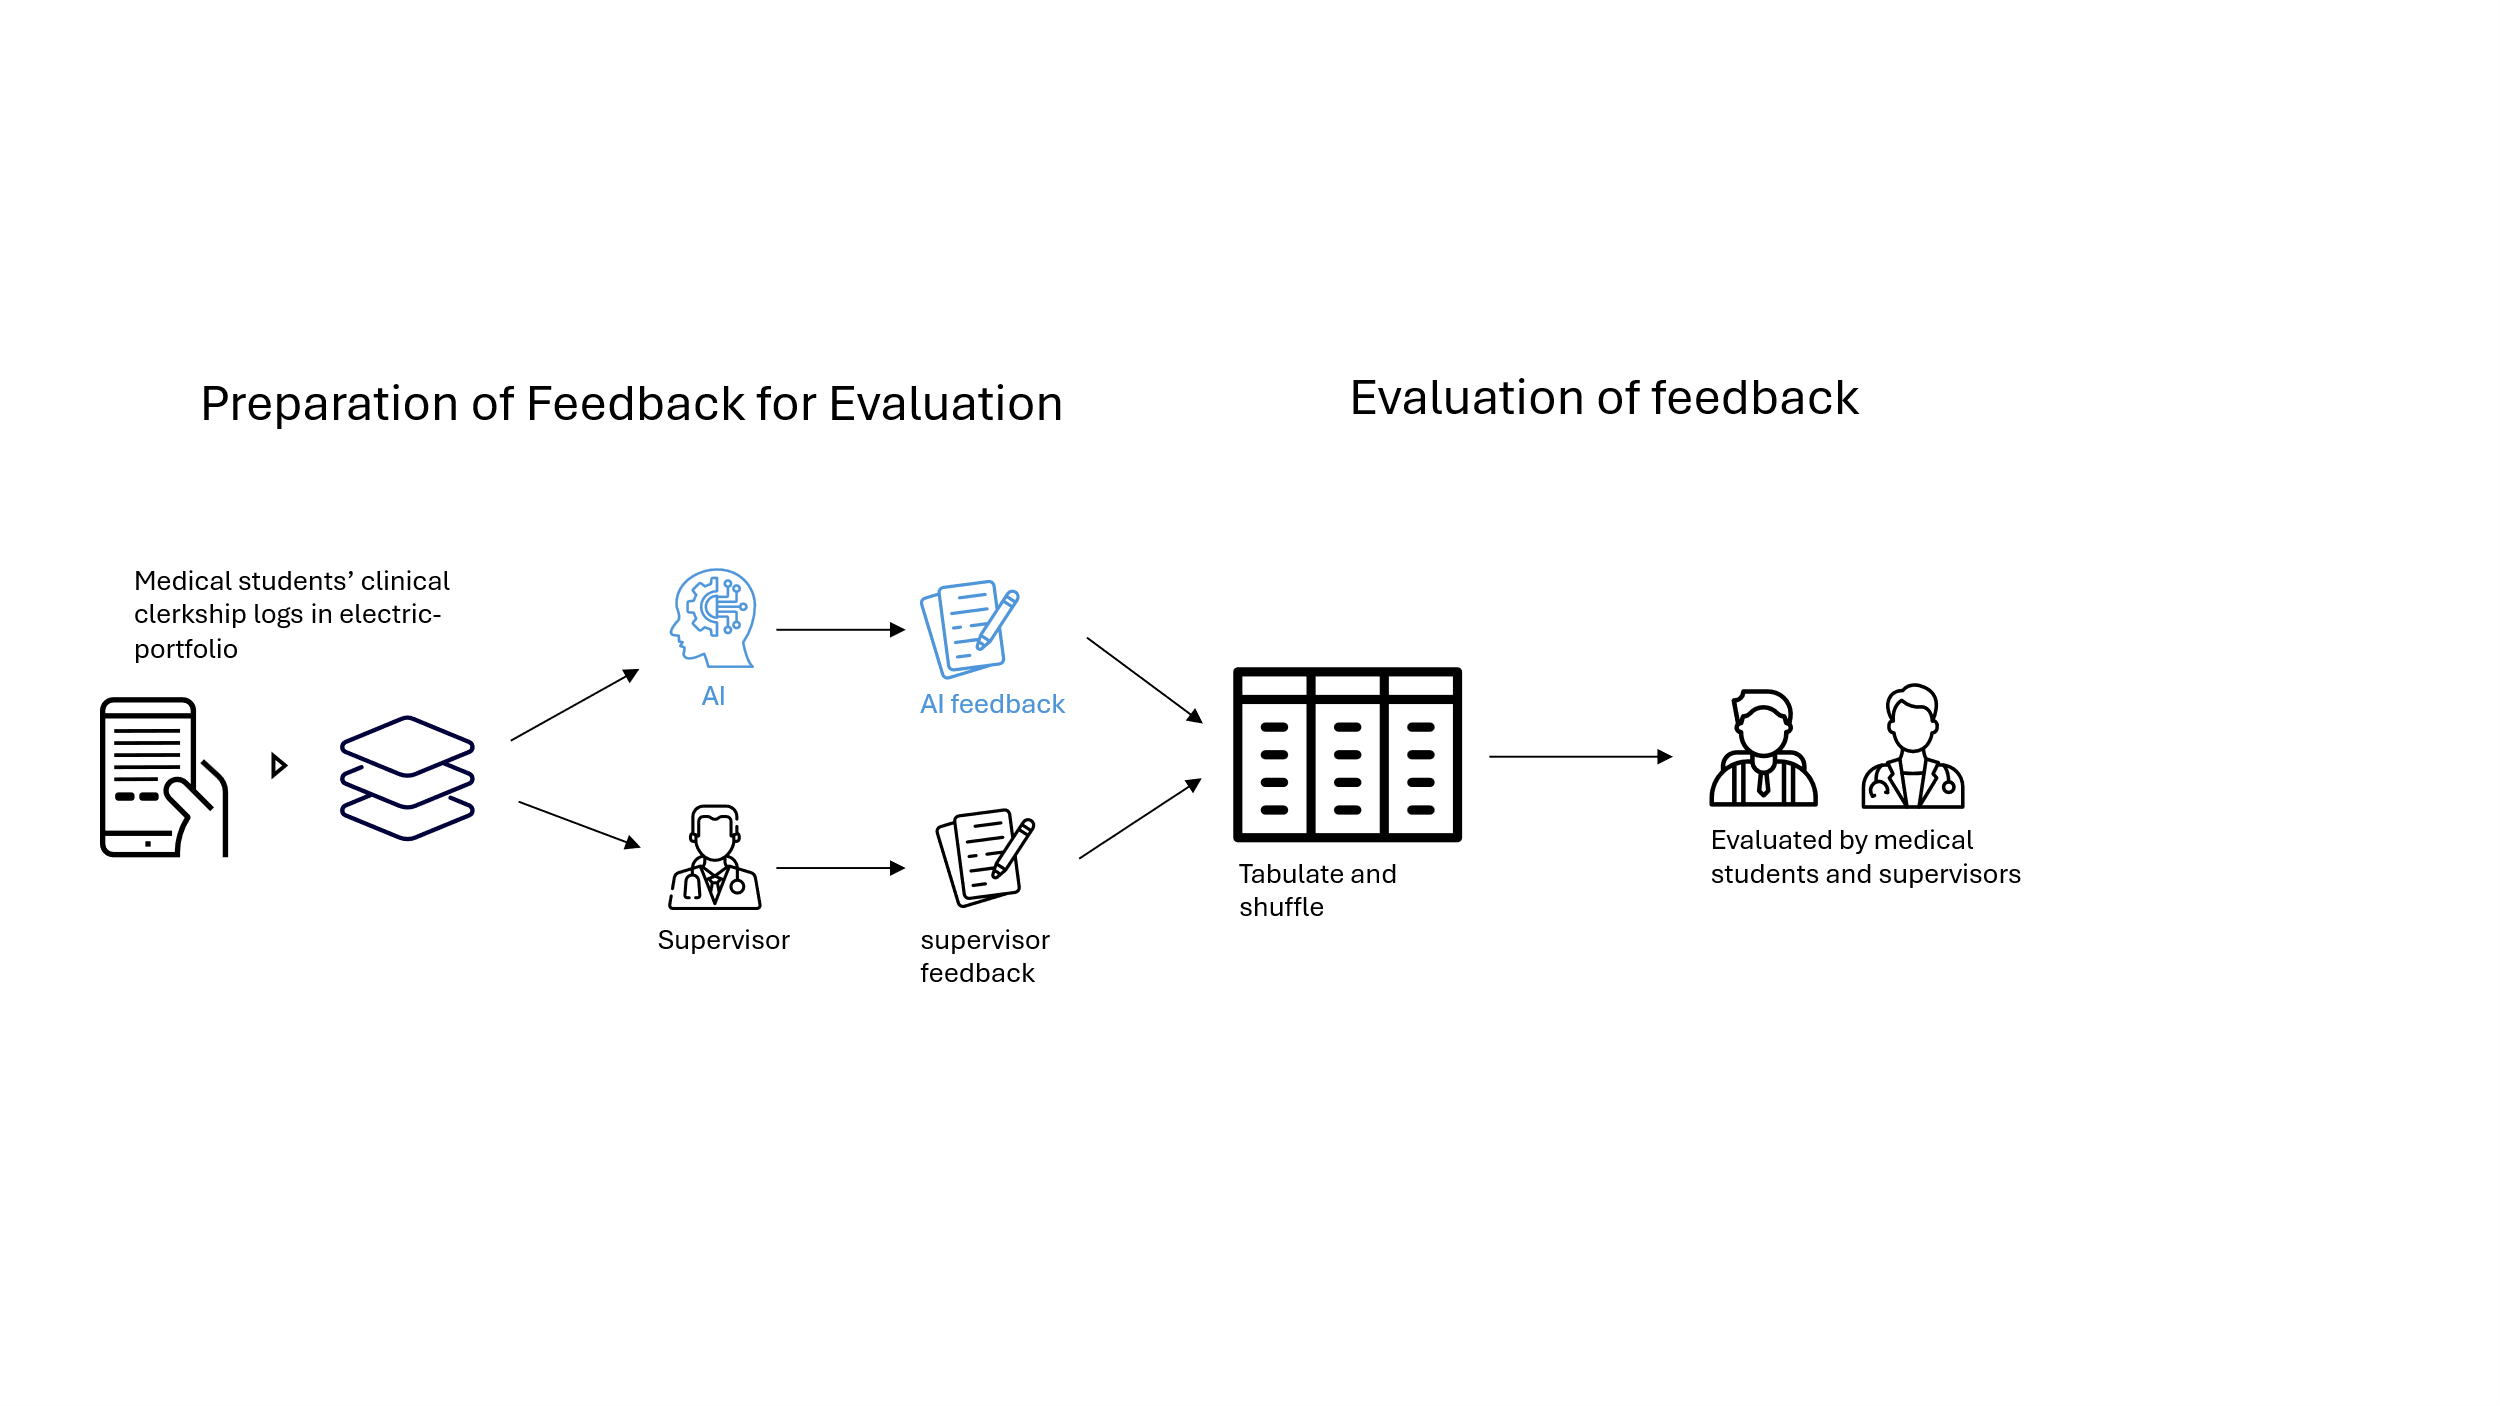 Preparation of Feedback for Evaluation
Evaluation of feedback
Medical students’ clinical
clerkship logs in electric-
portfolio
AI
AI feedback
Supervisor
supervisor
feedback
Tabulate and
shuffle
Evaluated by medical
students and supervisors